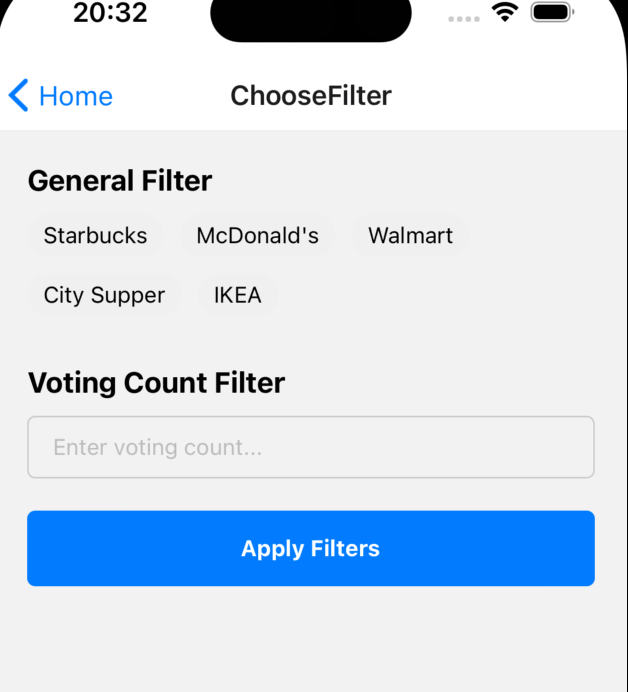 20:32
Home
ChooseFilter
General Filter
Starbucks McDonald's Walmart
City Supper IKEA
Voting Count Filter
Enter voting count...
Apply Filters